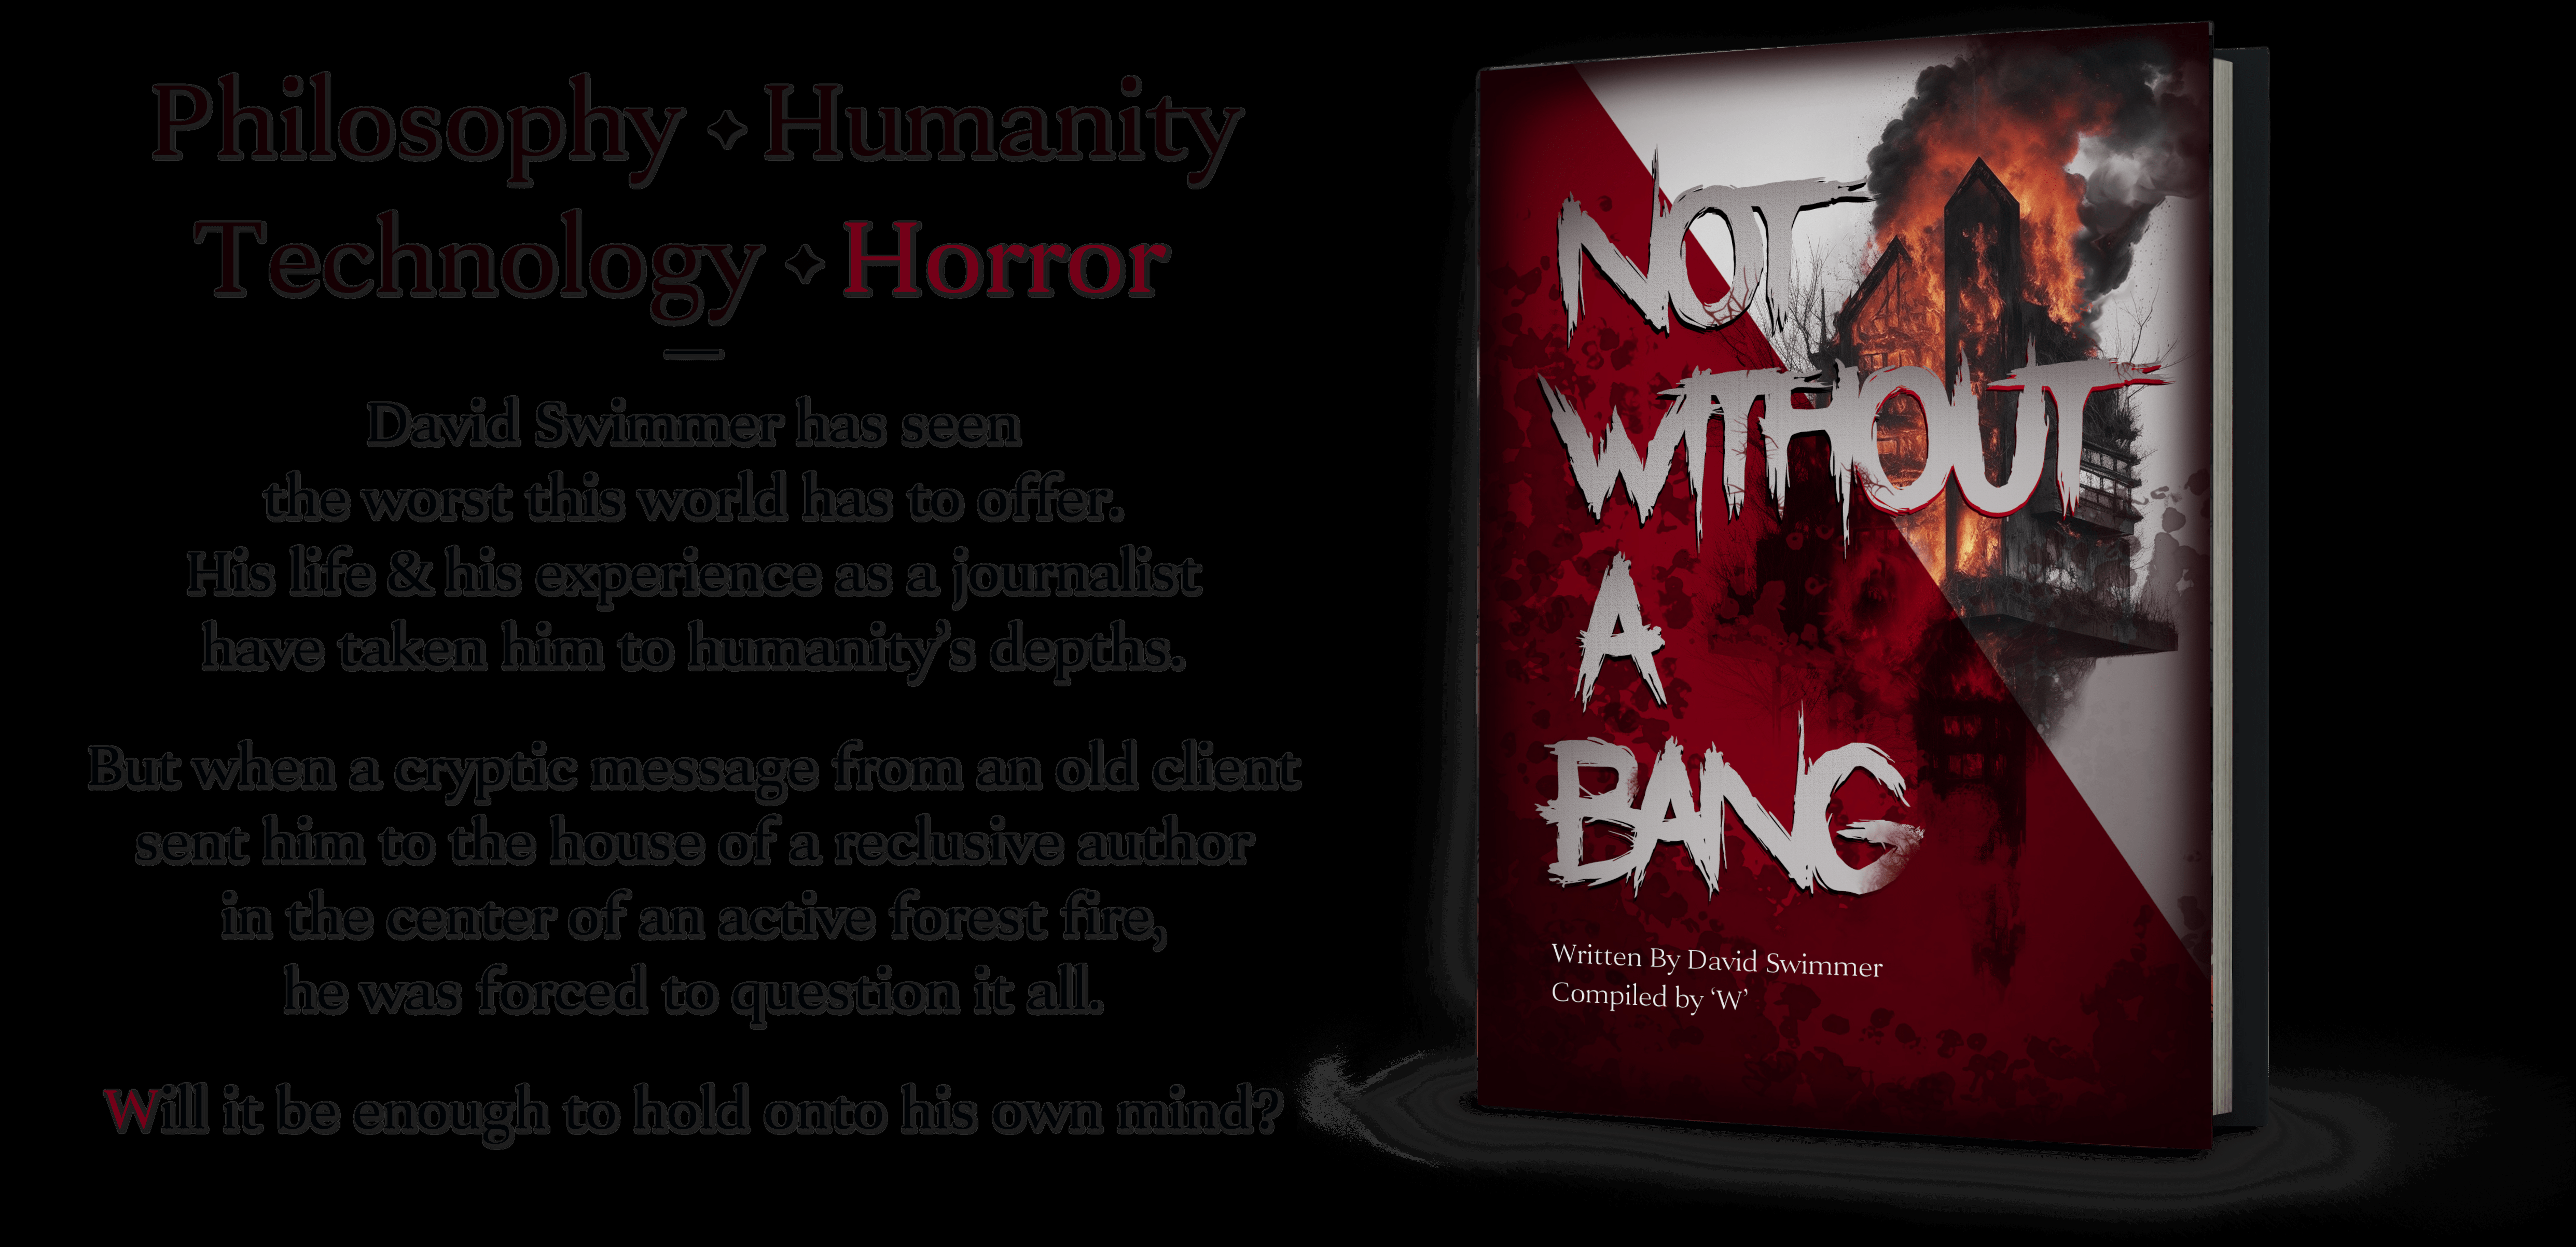 Philosophy ✧ Humanity
Technology ✧ Horror
David Swimmer has seen
the worst this world has to offer.
His life & his experience as a journalist
have taken him to humanity's depths.
But when a cryptic message from an old client
sent him to the house of a reclusive author
in the center of an active forest fire,
he was forced to question it all.
Will it be enough to hold onto his own mind?
NOT
WITHOUT
A
BANG
Written By David Swimmer
Compiled by ‘W’